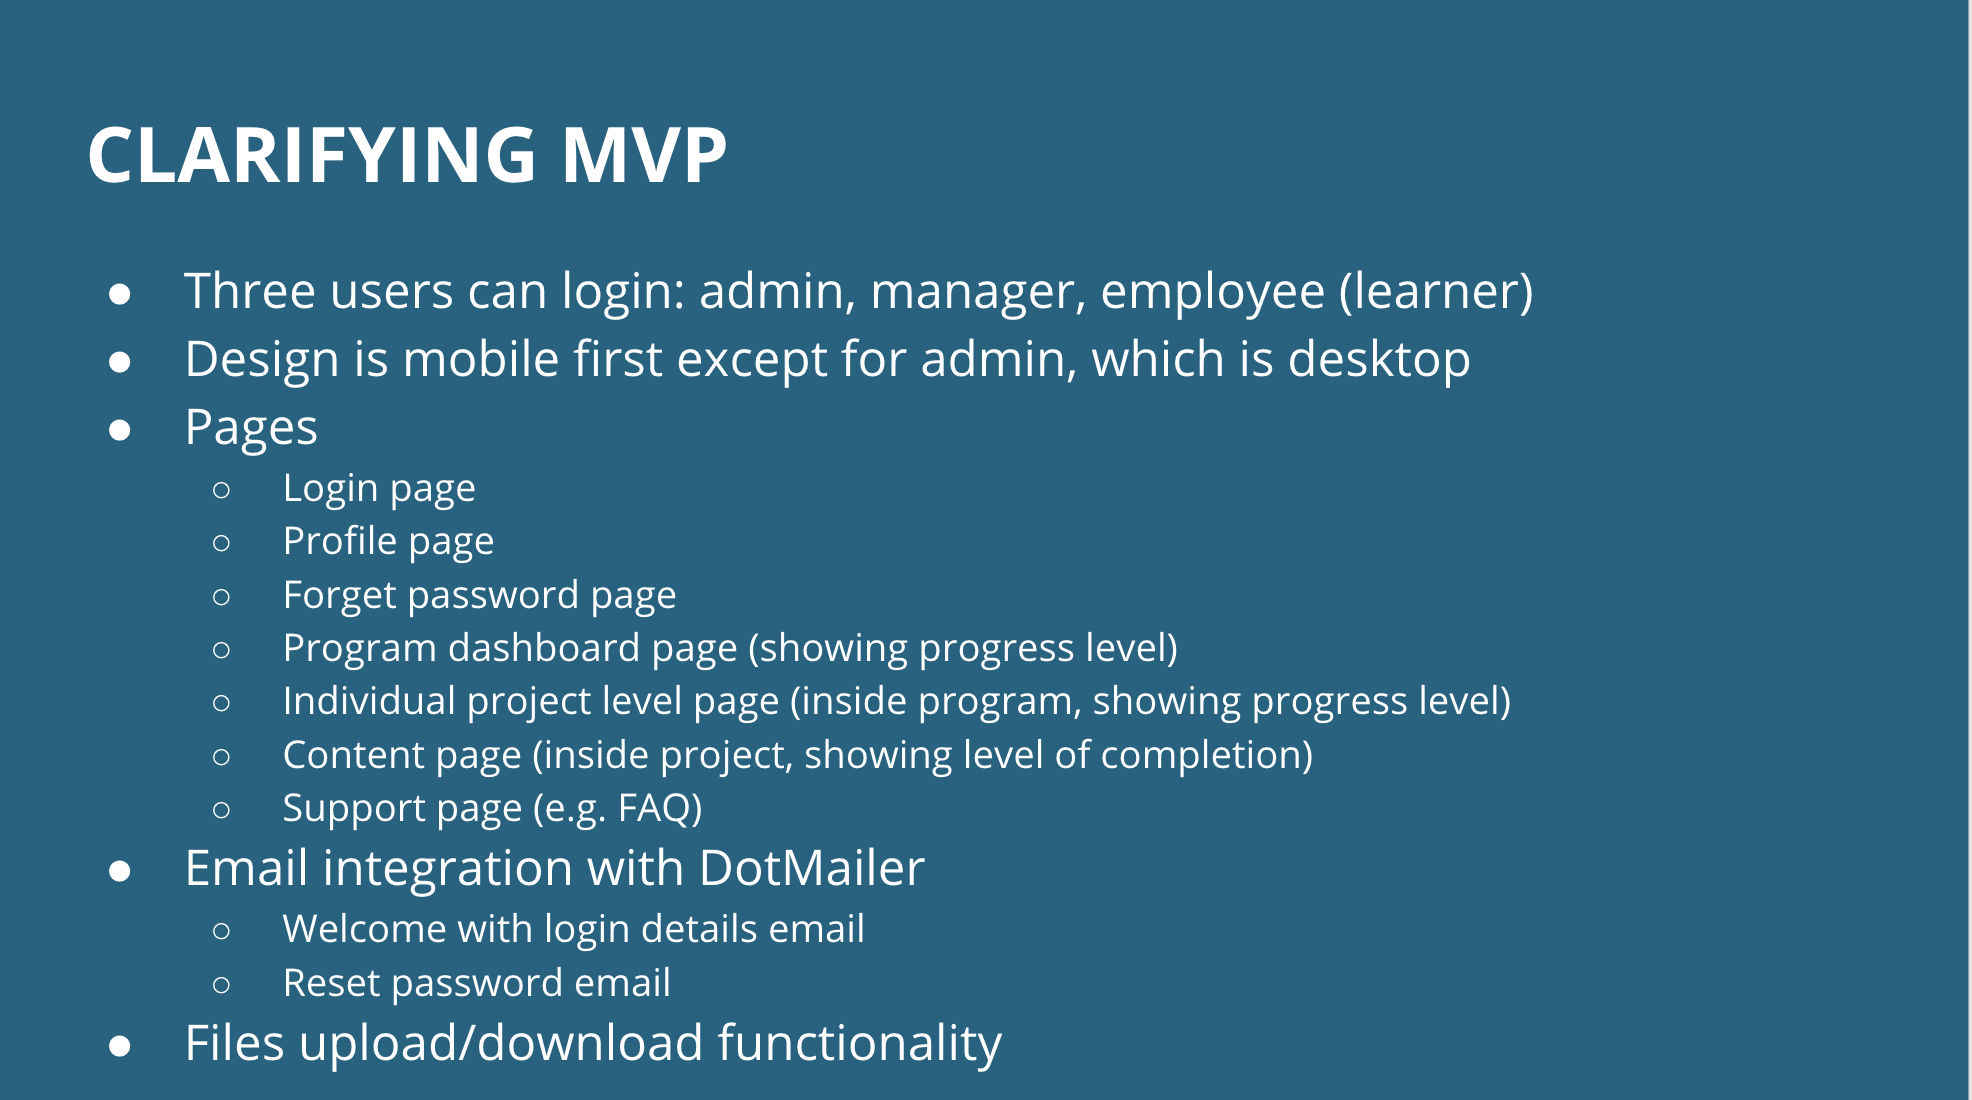 CLARIFYING MVP
● Three users can login: admin, manager, employee (learner)
● Design is mobile first except for admin, which is desktop
● Pages
○ Login page
○ Profile page
○ Forget password page
○ Program dashboard page (showing progress level)
○ Individual project level page (inside program, showing progress level)
○ Content page (inside project, showing level of completion)
○ Support page (e.g. FAQ)
● Email integration with DotMailer
○ Welcome with login details email
○ Reset password email
● Files upload/download functionality